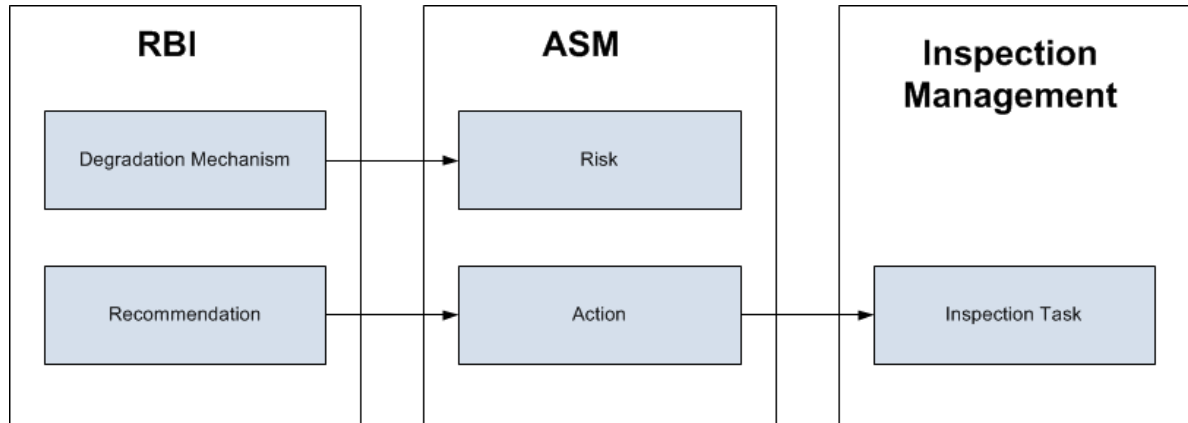 RBI
Degradation Mechanism
Recommendation
ASM
Risk
Action
Inspection
Management
Inspection Task